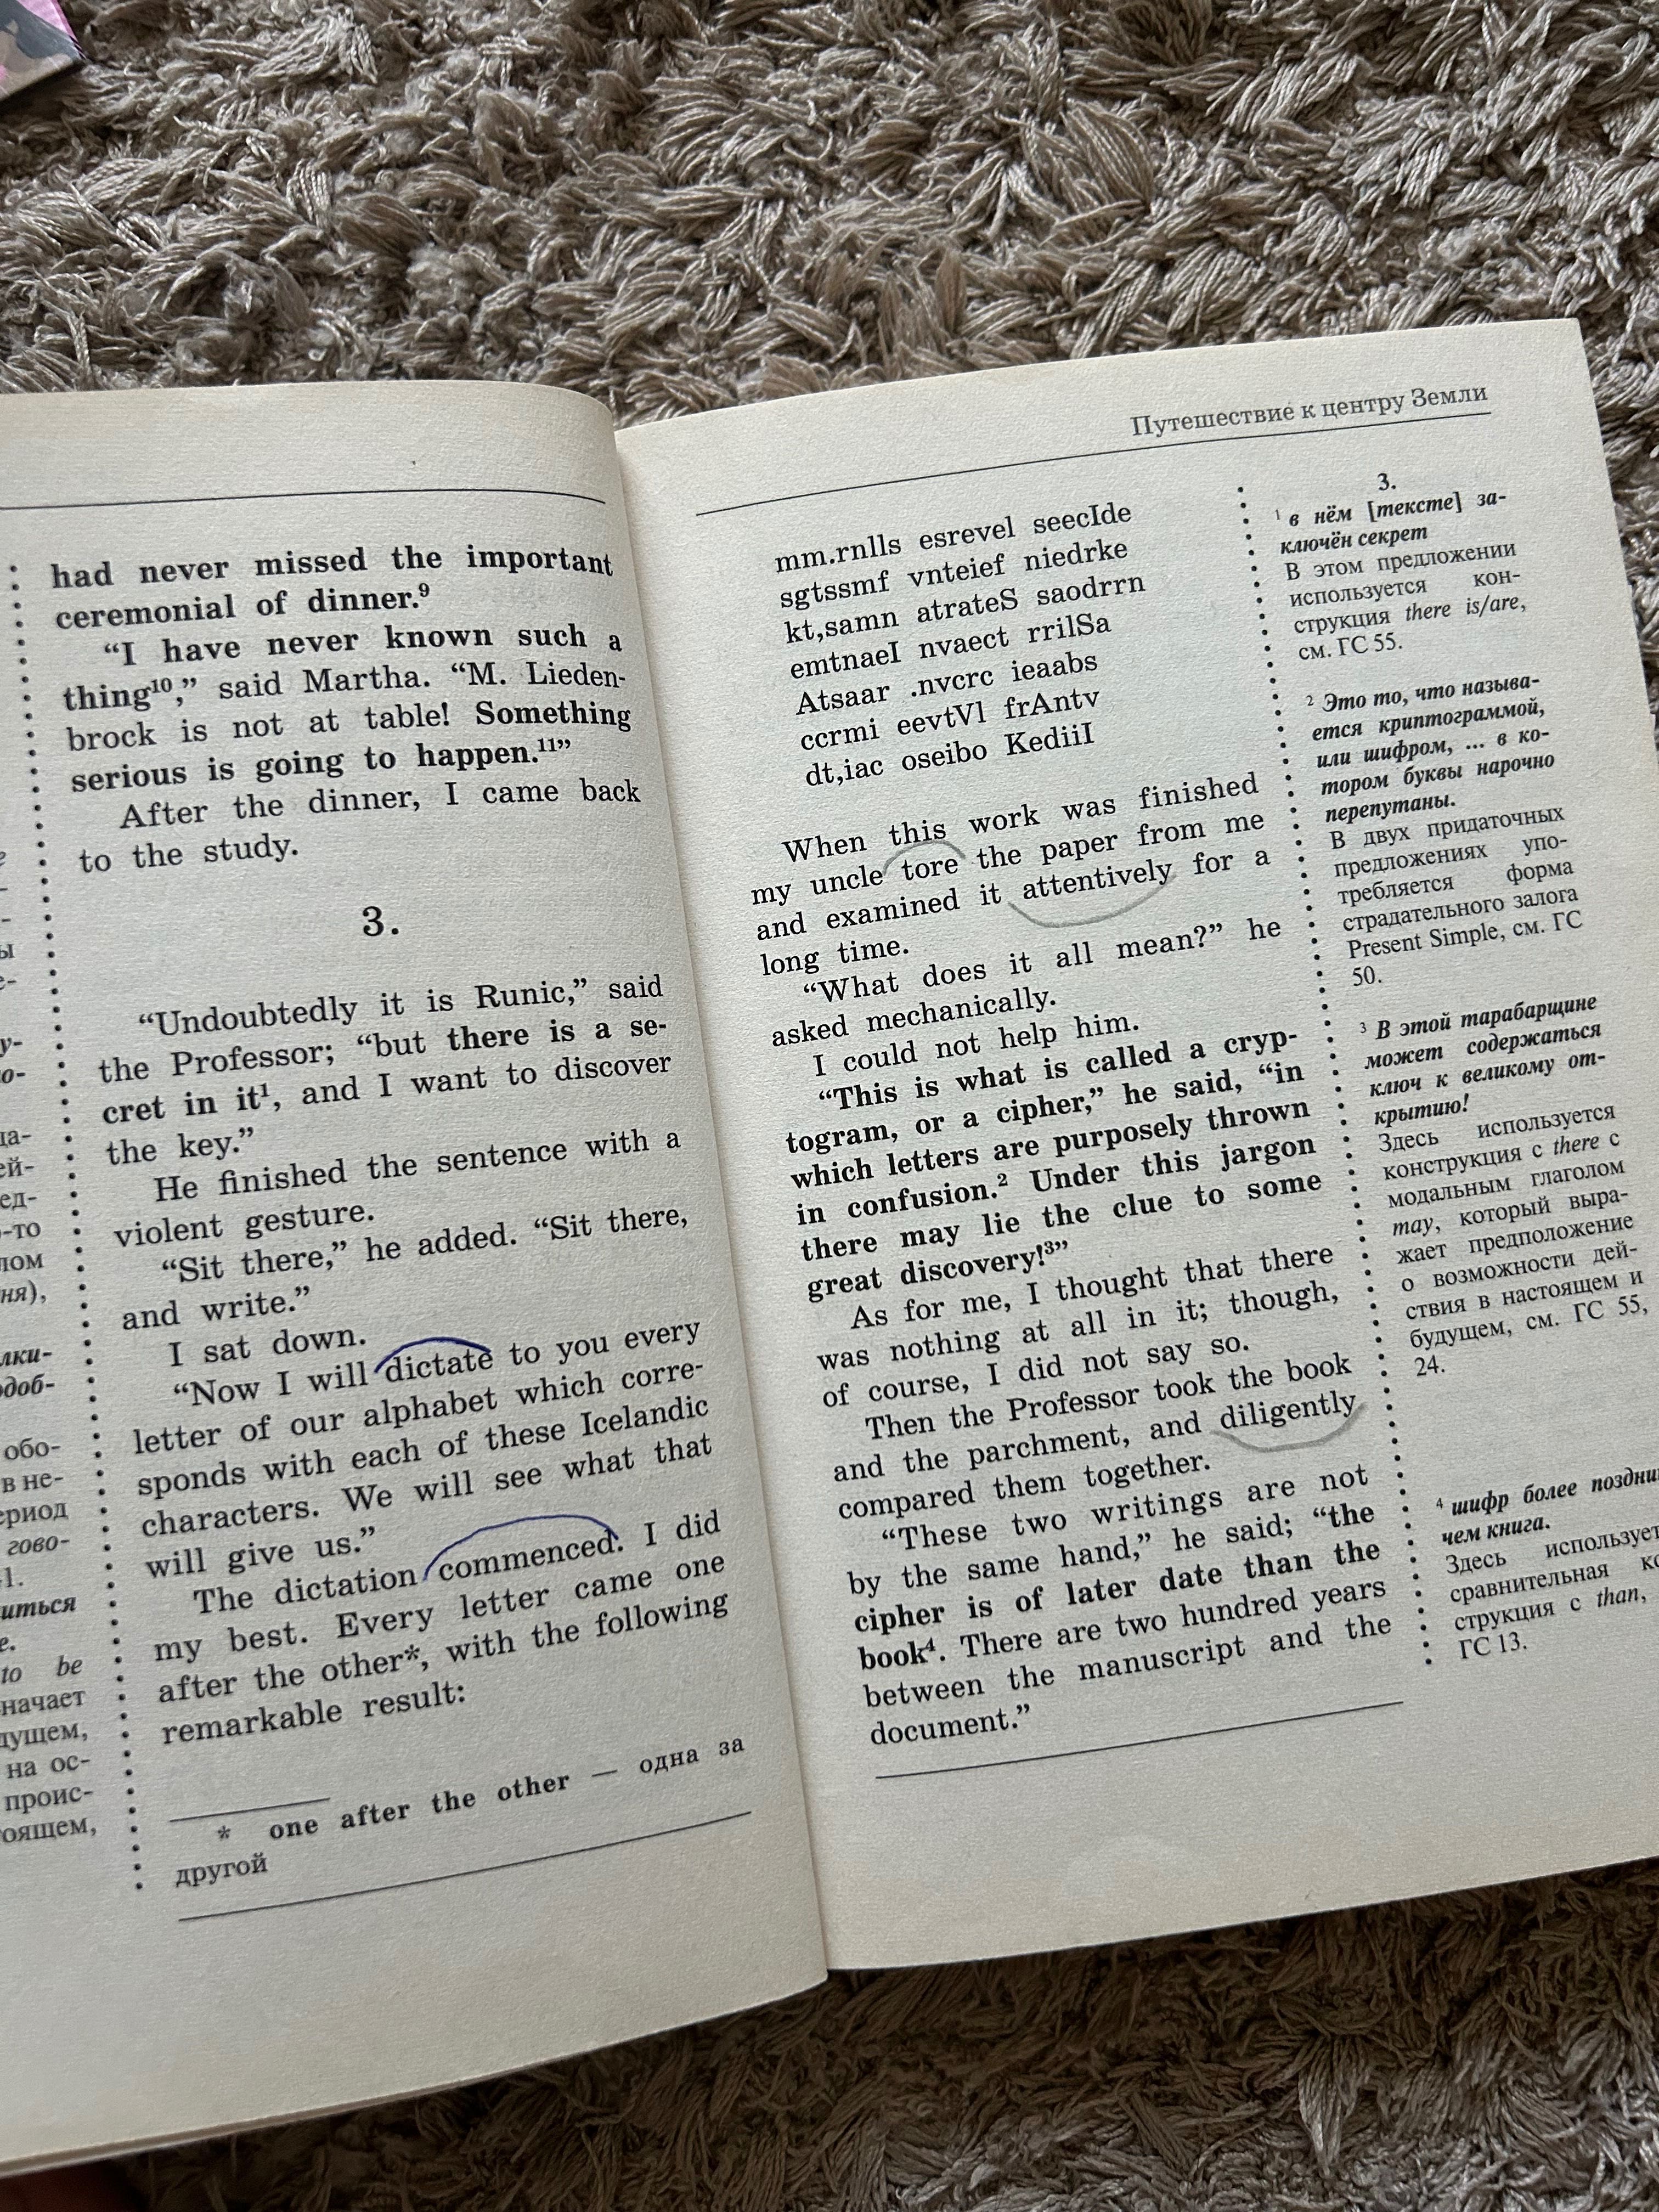 had never missed the important
ceremonial of dinner.⁹
“I have never known such a
thing¹⁰,” said Martha. “M. Lieden-
brock is not at table! Something
serious is going to happen.¹¹”
After the dinner, I came back
to the study.
3.
“Undoubtedly it is Runic,” said
the Professor; “but there is a se-
cret in it¹, and I want to discover
the key.”
He finished the sentence with a
violent gesture.
“Sit there,” he added. “Sit there,
and write.”
I sat down.
“Now I will dictate to you every
letter of our alphabet which corre-
sponds with each of these Icelandic
characters. We will see what that
will give us.”
The dictation commenced. I did
my best. Every letter came one
after the other*, with the following
remarkable result:
* one after the other — одна за
другой
Путешествие к центру Земли
mm.rnlls esrevel seecIde
sgtssmf vnteief niedrke
kt,samn atrateS saodrrn
emtnaeI nvaect rrilSa
Atsaar .nvcrc ieaabs
ccrmi eevtVl frAntv
dt,iac oseibo KediiI
When this work was finished
my uncle tore the paper from me
and examined it attentively for a
long time.
“What does it all mean?” he
asked mechanically.
I could not help him.
“This is what is called a cryp-
togram, or a cipher,” he said, “in
which letters are purposely thrown
in confusion.² Under this jargon
there may lie the clue to some
great discovery!³”
As for me, I thought that there
was nothing at all in it; though,
of course, I did not say so.
Then the Professor took the book
and the parchment, and diligently
compared them together.
“These two writings are not
by the same hand,” he said; “the
cipher is of later date than the
book⁴. There are two hundred years
between the manuscript and the
document.”
3.
¹ в нём [тексте] за-
ключён секрет
В этом предложении
используется кон-
струкция there is/are,
см. ГС 55.
² Это то, что называ-
ется криптограммой,
или шифром, ... в ко-
тором буквы нарочно
перепутаны.
В двух придаточных
предложениях упо-
требляется форма
страдательного залога
Present Simple, см. ГС
50.
³ В этой тарабарщине
может содержаться
ключ к великому от-
крытию!
Здесь используется
конструкция с there с
модальным глаголом
may, который выра-
жает предположение
о возможности дей-
ствия в настоящем и
будущем, см. ГС 55,
24.
⁴ шифр более поздни
чем книга.
Здесь использует
сравнительная ко
струкция с than,
ГС 13.